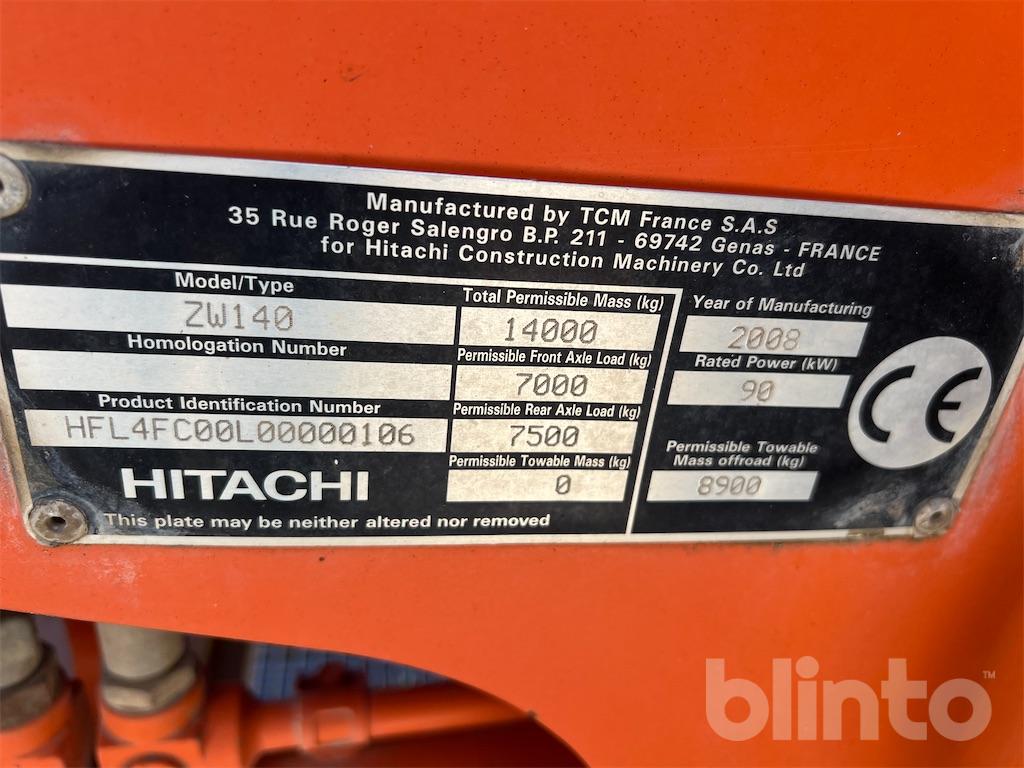 Manufactured by TCM France S.A.S
35 Rue Roger Salengro B.P. 211 - 69742 Genas - FRANCE
for Hitachi Construction Machinery Co. Ltd
Model/Type
ZW140
Homologation Number
Product Identification Number
HFL4FC00L00000106
HITACHI
This plate may be neither altered nor removed
Total Permissible Mass (kg)
14000
Permissible Front Axle Load (kg)
7000
Permissible Rear Axle Load (kg)
7500
Permissible Towable Mass (kg)
0
Year of Manufacturing
2008
Rated Power (kW)
90
Permissible Towable
Mass offroad (kg)
8900
CE
blinto™